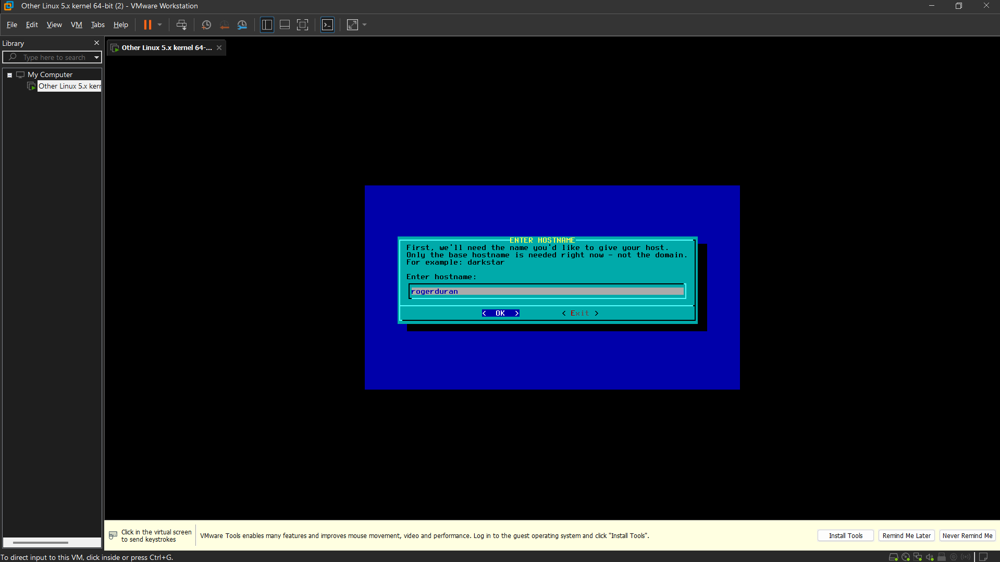 Other Linux 5.x kernel 64-bit (2) - VMware Workstation
File Edit View VM Tabs Help
Library
Type here to search
My Computer
Other Linux 5.x kern
Other Linux 5.x kernel 64-...
ENTER HOSTNAME
First, we'll need the name you'd like to give your host.
Only the base hostname is needed right now - not the domain.
For example: darkstar
Enter hostname:
rogerduran
< OK > < Exit >
Click in the virtual screen
to send keystrokes
VMware Tools enables many features and improves mouse movement, video and performance. Log in to the guest operating system and click "Install Tools".
Install Tools Remind Me Later Never Remind Me
To direct input to this VM, click inside or press Ctrl+G.